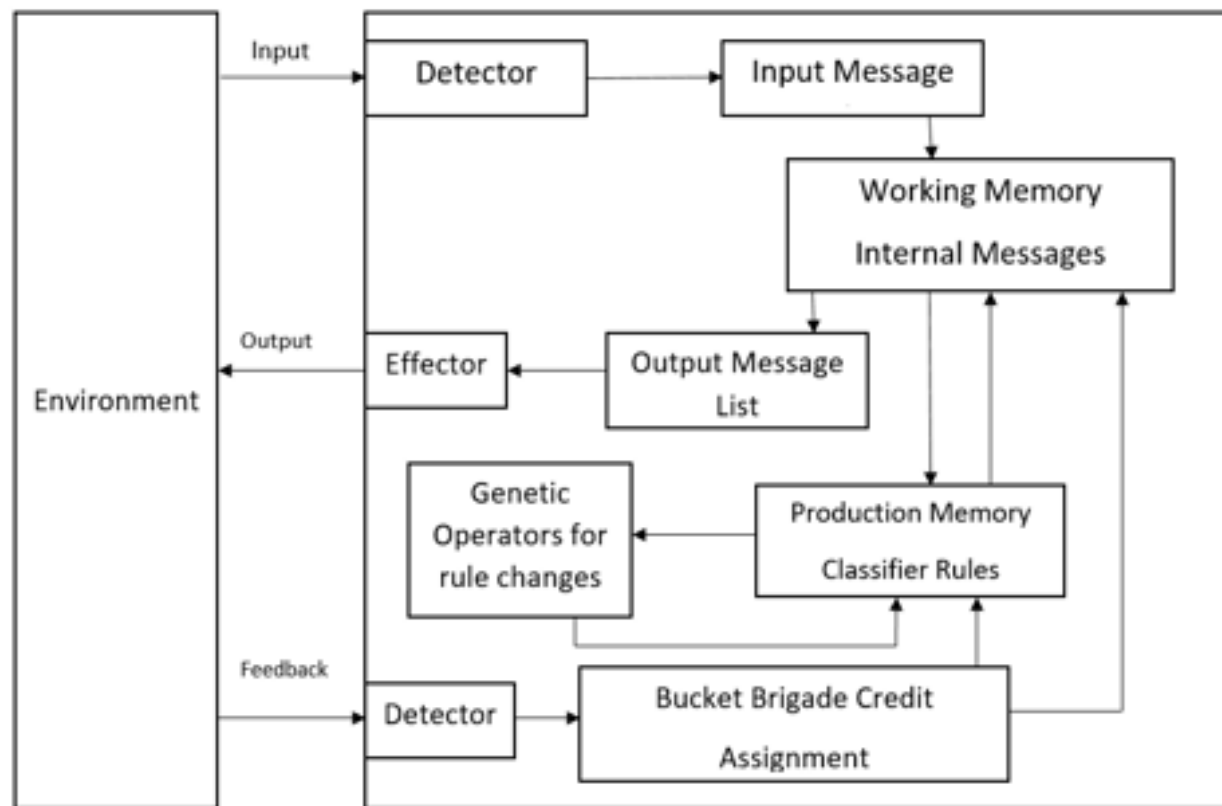 Input
Detector
Input Message
Working Memory
Internal Messages
Output
Effector
Output Message
List
Environment
Genetic
Operators for
rule changes
Production Memory
Classifier Rules
Feedback
Detector
Bucket Brigade Credit
Assignment